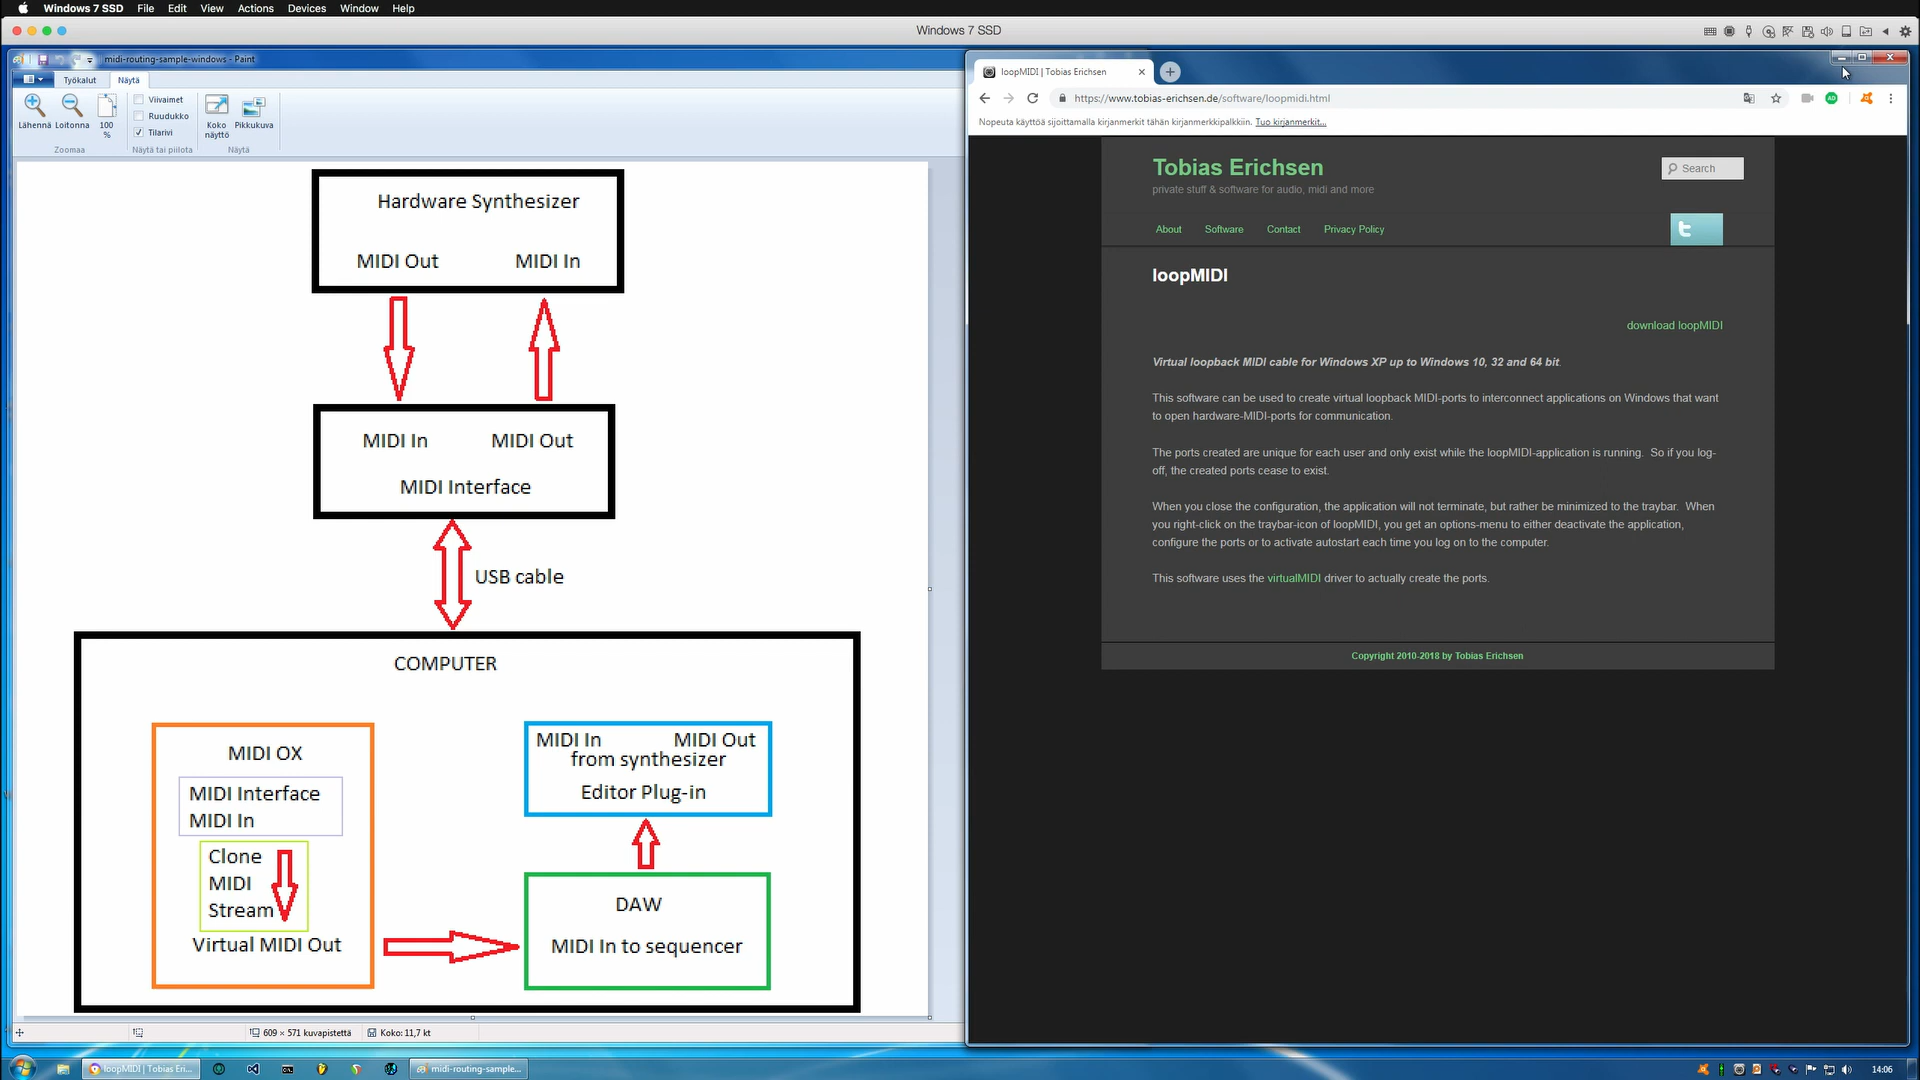 Windows 7 SSD File Edit View Actions Devices Window Help
Windows 7 SSD
midi-routing-sample-windows - Paint
Työkalut Näytä
Lähennä Loitonna 100 %
Viivaimet
Ruudukko
Tilarivi
Koko näyttö Pikkukuva
Zoomaa Näytä tai piilota Näytä
Hardware Synthesizer
MIDI Out MIDI In
MIDI In MIDI Out
MIDI Interface
USB cable
COMPUTER
MIDI OX
MIDI Interface
MIDI In
Clone
MIDI
Stream
Virtual MIDI Out
MIDI In MIDI Out
from synthesizer
Editor Plug-in
DAW
MIDI In to sequencer
609 × 571 kuvapistettä Koko: 11,7 kt
loopMIDI | Tobias Erichsen
https://www.tobias-erichsen.de/software/loopmidi.html
Nopeuta käyttöä sijoittamalla kirjanmerkit tähän kirjanmerkkipalkkiin. Tuo kirjanmerkit...
Tobias Erichsen
private stuff & software for audio, midi and more
Search
About Software Contact Privacy Policy
loopMIDI
download loopMIDI
Virtual loopback MIDI cable for Windows XP up to Windows 10, 32 and 64 bit.
This software can be used to create virtual loopback MIDI-ports to interconnect applications on Windows that want
to open hardware-MIDI-ports for communication.
The ports created are unique for each user and only exist while the loopMIDI-application is running. So if you log-
off, the created ports cease to exist.
When you close the configuration, the application will not terminate, but rather be minimized to the traybar. When
you right-click on the traybar-icon of loopMIDI, you get an options-menu to either deactivate the application,
configure the ports or to activate autostart each time you log on to the computer.
This software uses the virtualMIDI driver to actually create the ports.
Copyright 2010-2018 by Tobias Erichsen
loopMIDI | Tobias Eri... midi-routing-sample... 14:06